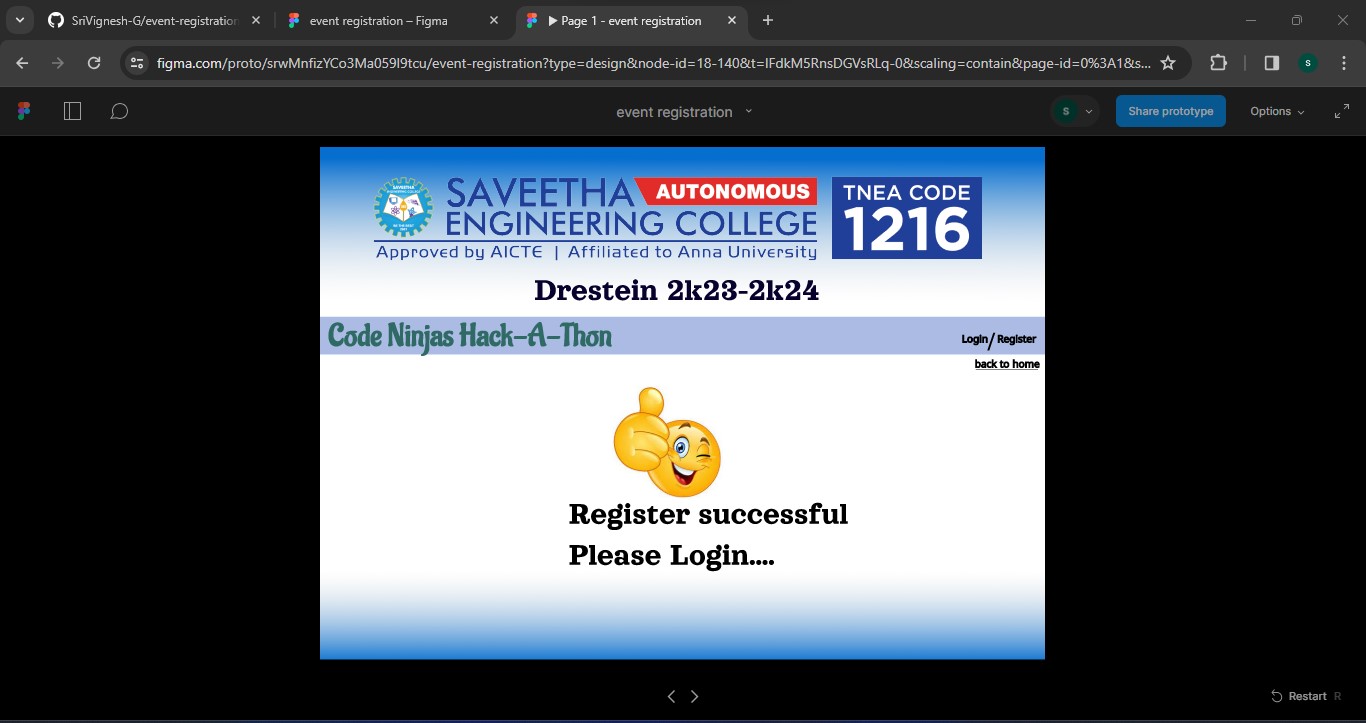 SriVignesh-G/event-registration
event registration – Figma
Page 1 - event registration
figma.com/proto/srwMnfizYCo3Ma059I9tcu/event-registration?type=design&node-id=18-140&t=IFdkM5RnsDGVsRLq-0&scaling=contain&page-id=0%3A1&s...
S
event registration
S
Share prototype
Options
SAVEETHA AUTONOMOUS
ENGINEERING COLLEGE
Approved by AICTE | Affiliated to Anna University
TNEA CODE
1216
Drestein 2k23-2k24
Code Ninjas Hack-A-Thon
Login/Register
back to home
Register successful
Please Login....
Restart R